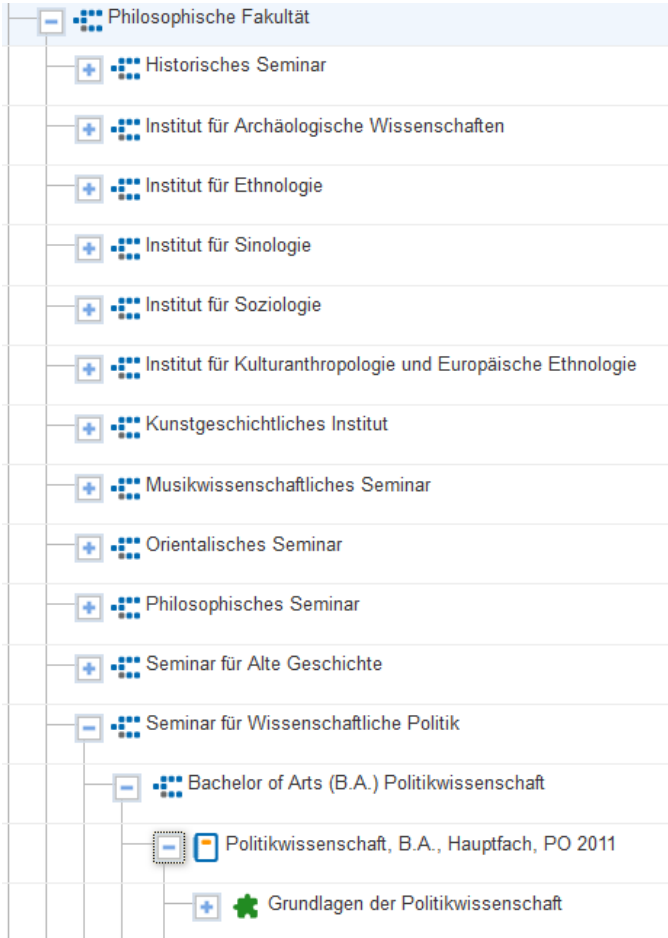 Philosophische Fakultät
Historisches Seminar
Institut für Archäologische Wissenschaften
Institut für Ethnologie
Institut für Sinologie
Institut für Soziologie
Institut für Kulturanthropologie und Europäische Ethnologie
Kunstgeschichtliches Institut
Musikwissenschaftliches Seminar
Orientalisches Seminar
Philosophisches Seminar
Seminar für Alte Geschichte
Seminar für Wissenschaftliche Politik
Bachelor of Arts (B.A.) Politikwissenschaft
Politikwissenschaft, B.A., Hauptfach, PO 2011
Grundlagen der Politikwissenschaft